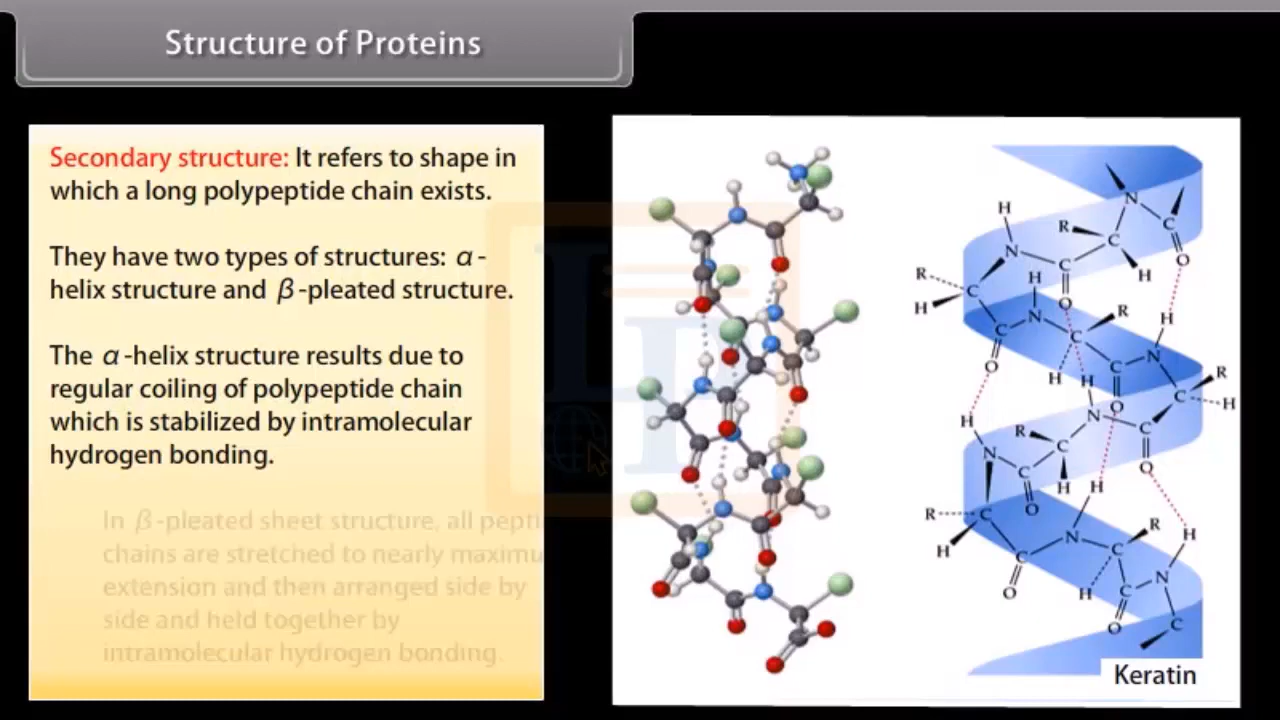 Structure of Proteins
Secondary structure: It refers to shape in
which a long polypeptide chain exists.
They have two types of structures: α-
helix structure and β-pleated structure.
The α-helix structure results due to
regular coiling of polypeptide chain
which is stabilized by intramolecular
hydrogen bonding.
In β-pleated sheet structure, all pepti
chains are stretched to nearly maximu
extension and then arranged side by
side and held together by
intramolecular hydrogen bonding.
Keratin